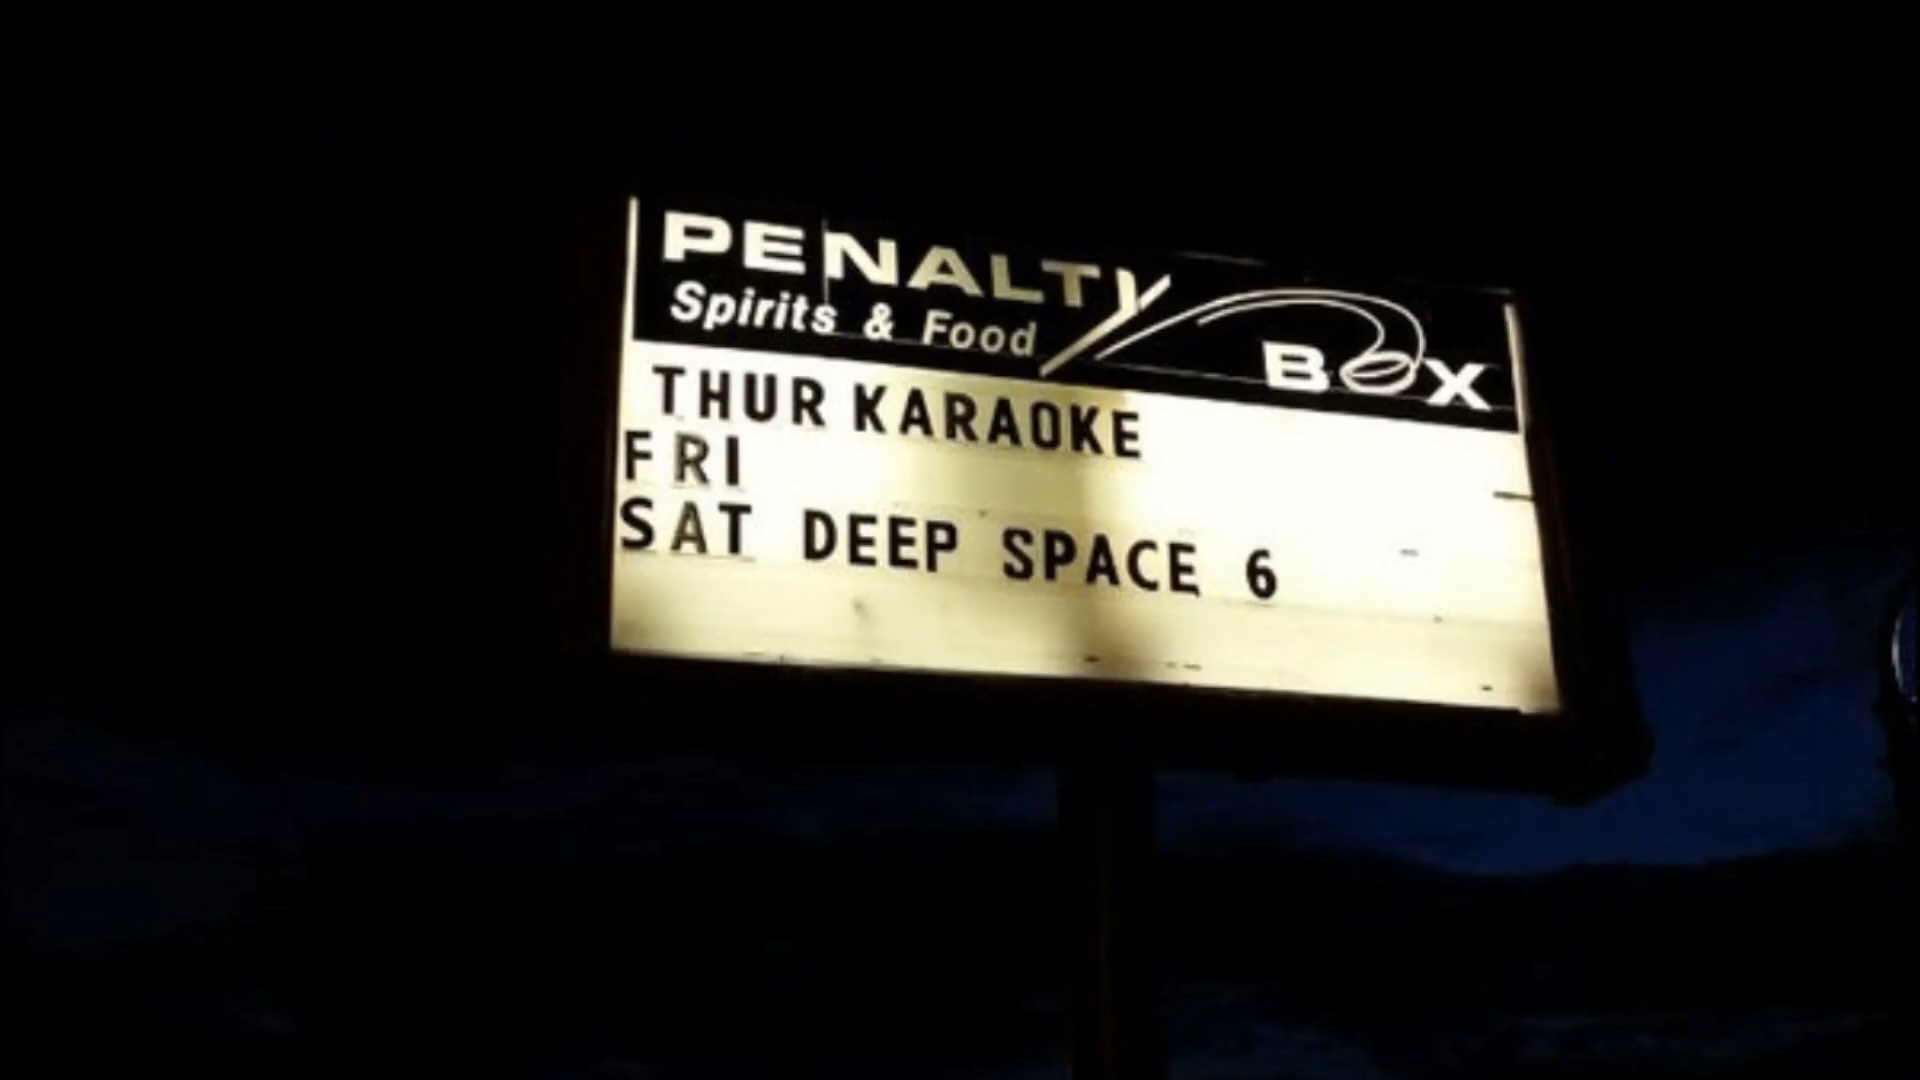 PENALTY BOX
Spirits & Food
THUR KARAOKE
FRI
SAT DEEP SPACE 6